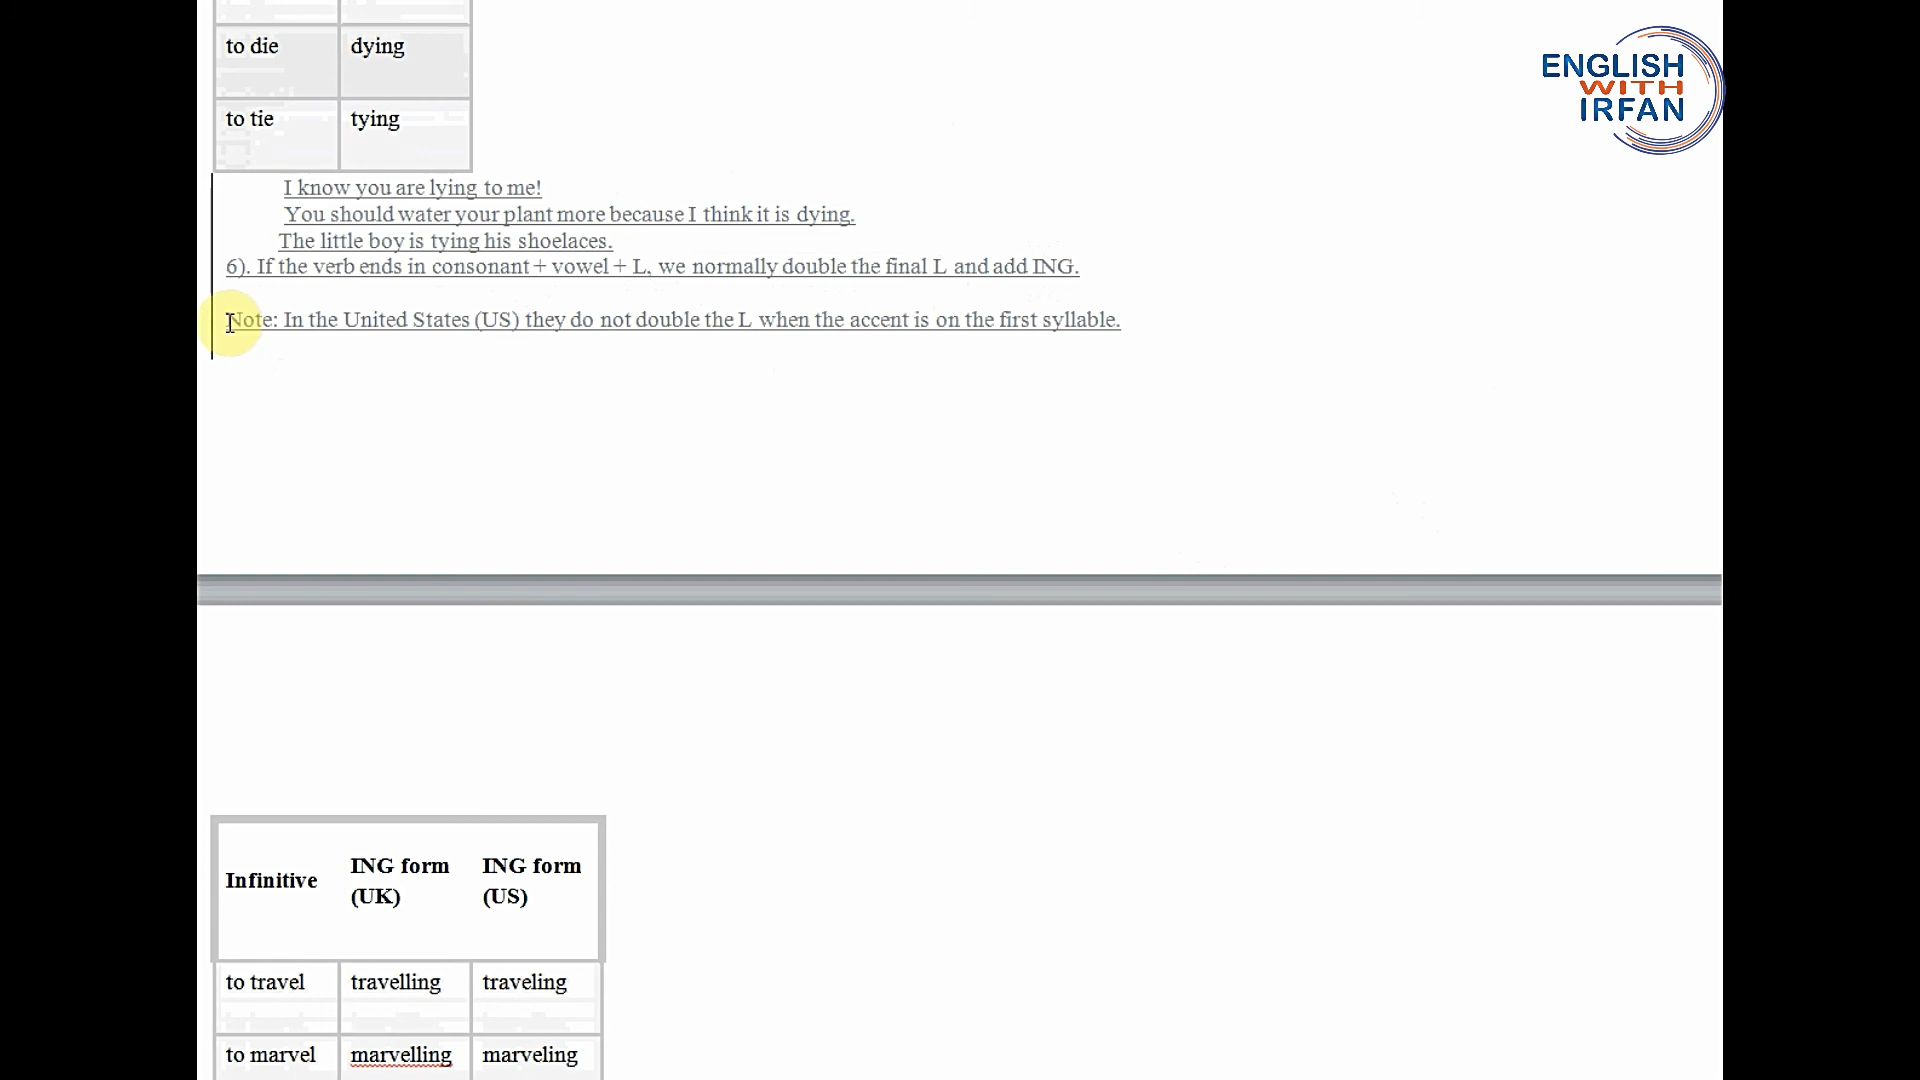 to die dying
to tie tying
I know you are lying to me!
You should water your plant more because I think it is dying.
The little boy is tying his shoelaces.
6). If the verb ends in consonant + vowel + L, we normally double the final L and add ING.
Note: In the United States (US) they do not double the L when the accent is on the first syllable.
Infinitive ING form (UK) ING form (US)
to travel travelling traveling
to marvel marvelling marveling
ENGLISH
WITH
IRFAN